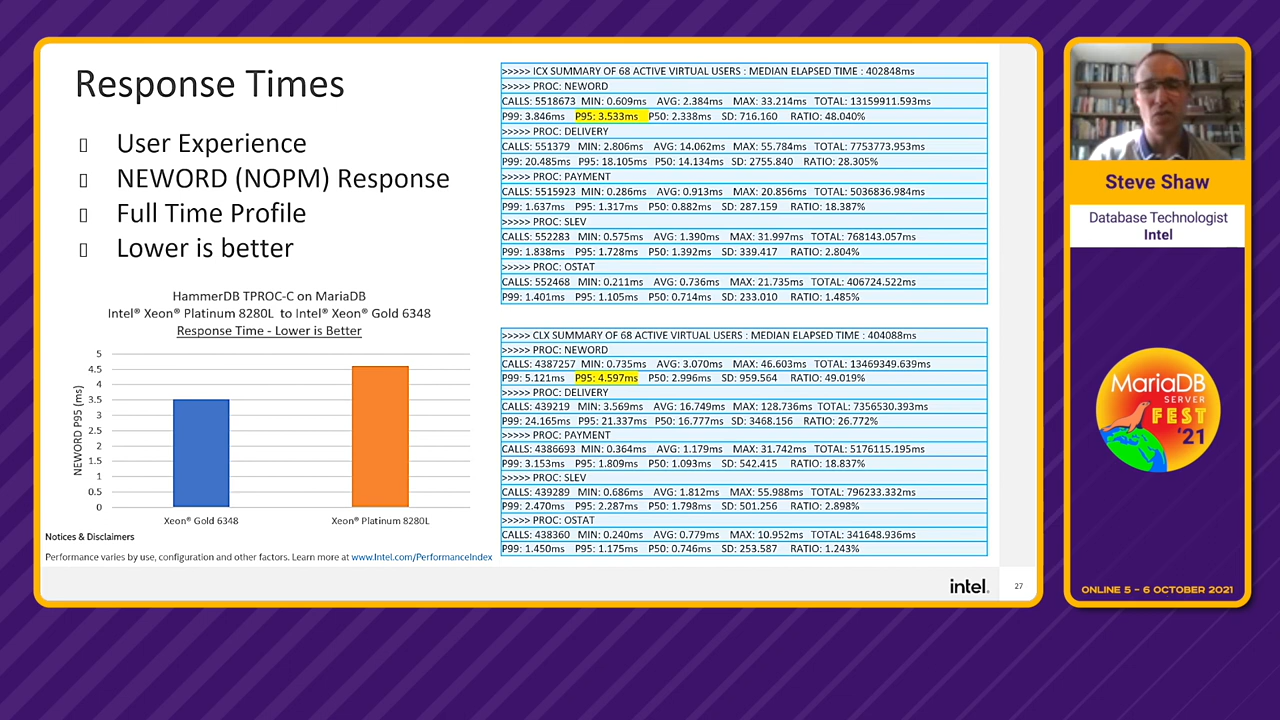 Response Times
User Experience
NEWORD (NOPM) Response
Full Time Profile
Lower is better
HammerDB TPROC-C on MariaDB
Intel® Xeon® Platinum 8280L to Intel® Xeon® Gold 6348
Response Time - Lower is Better
NEWORD P95 (ms)
5
4.5
4
3.5
3
2.5
2
1.5
1
0.5
0
Xeon® Gold 6348
Xeon® Platinum 8280L
Notices & Disclaimers
Performance varies by use, configuration and other factors. Learn more at www.Intel.com/PerformanceIndex
>>>>> ICX SUMMARY OF 68 ACTIVE VIRTUAL USERS : MEDIAN ELAPSED TIME : 402848ms
>>>>> PROC: NEWORD
CALLS: 5518673 MIN: 0.609ms AVG: 2.384ms MAX: 33.214ms TOTAL: 13159911.593ms
P99: 3.846ms P95: 3.533ms P50: 2.338ms SD: 716.160 RATIO: 48.040%
>>>>> PROC: DELIVERY
CALLS: 551379 MIN: 2.806ms AVG: 14.062ms MAX: 55.784ms TOTAL: 7753773.953ms
P99: 20.485ms P95: 18.105ms P50: 14.134ms SD: 2755.840 RATIO: 28.305%
>>>>> PROC: PAYMENT
CALLS: 5515923 MIN: 0.286ms AVG: 0.913ms MAX: 20.856ms TOTAL: 5036836.984ms
P99: 1.637ms P95: 1.317ms P50: 0.882ms SD: 287.159 RATIO: 18.387%
>>>>> PROC: SLEV
CALLS: 552283 MIN: 0.575ms AVG: 1.390ms MAX: 31.997ms TOTAL: 768143.057ms
P99: 1.838ms P95: 1.728ms P50: 1.392ms SD: 339.417 RATIO: 2.804%
>>>>> PROC: OSTAT
CALLS: 552468 MIN: 0.211ms AVG: 0.736ms MAX: 21.735ms TOTAL: 406724.522ms
P99: 1.401ms P95: 1.105ms P50: 0.714ms SD: 233.010 RATIO: 1.485%
>>>>> CLX SUMMARY OF 68 ACTIVE VIRTUAL USERS : MEDIAN ELAPSED TIME : 404088ms
>>>>> PROC: NEWORD
CALLS: 4387257 MIN: 0.735ms AVG: 3.070ms MAX: 46.603ms TOTAL: 13469349.639ms
P99: 5.121ms P95: 4.597ms P50: 2.996ms SD: 959.564 RATIO: 49.019%
>>>>> PROC: DELIVERY
CALLS: 439219 MIN: 3.569ms AVG: 16.749ms MAX: 128.736ms TOTAL: 7356530.393ms
P99: 24.165ms P95: 21.337ms P50: 16.777ms SD: 3468.156 RATIO: 26.772%
>>>>> PROC: PAYMENT
CALLS: 4386693 MIN: 0.364ms AVG: 1.179ms MAX: 31.742ms TOTAL: 5176115.195ms
P99: 3.153ms P95: 1.809ms P50: 1.093ms SD: 542.415 RATIO: 18.837%
>>>>> PROC: SLEV
CALLS: 439289 MIN: 0.686ms AVG: 1.812ms MAX: 55.988ms TOTAL: 796233.332ms
P99: 2.470ms P95: 2.287ms P50: 1.798ms SD: 501.256 RATIO: 2.898%
>>>>> PROC: OSTAT
CALLS: 438360 MIN: 0.240ms AVG: 0.779ms MAX: 10.952ms TOTAL: 341648.936ms
P99: 1.450ms P95: 1.175ms P50: 0.746ms SD: 253.587 RATIO: 1.243%
intel.
27
Steve Shaw
Database Technologist
Intel
MariaDB
SERVER
FEST
'21
ONLINE 5 - 6 OCTOBER 2021